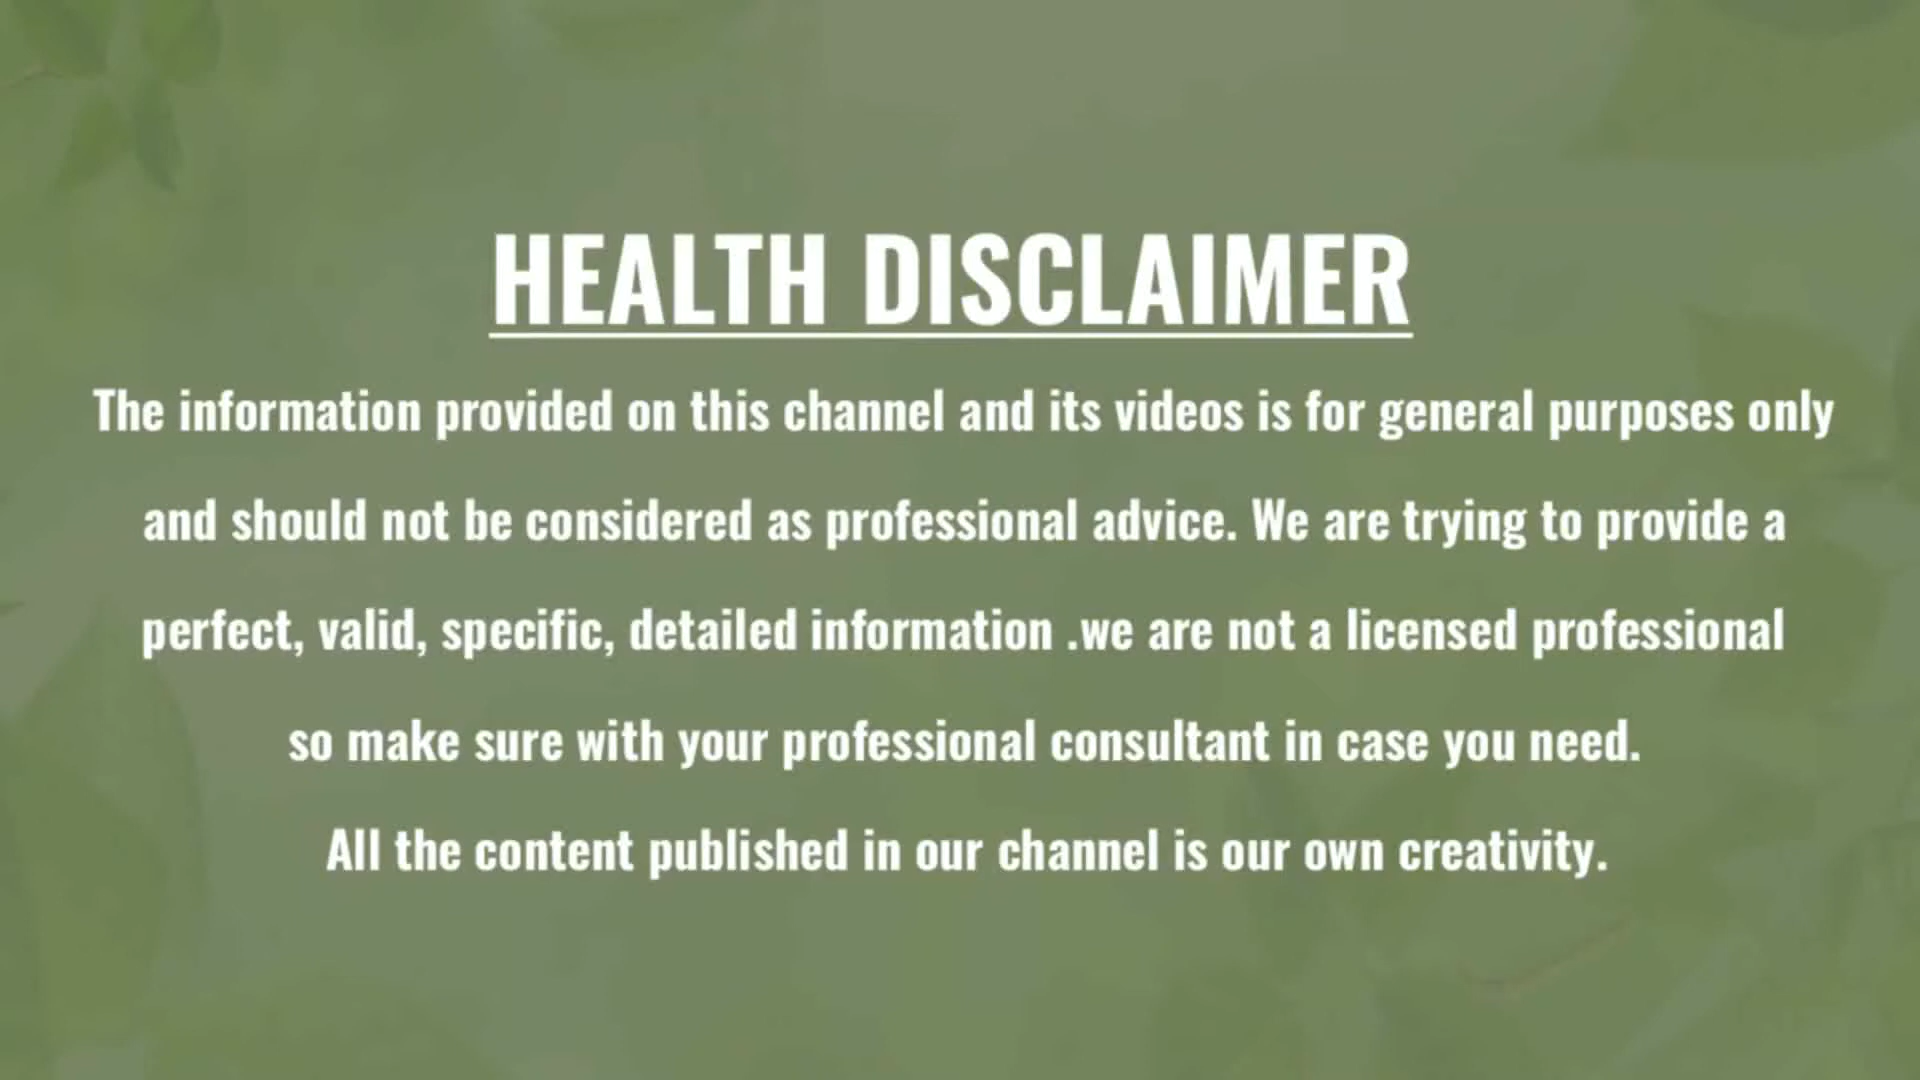 HEALTH DISCLAIMER
The information provided on this channel and its videos is for general purposes only
and should not be considered as professional advice. We are trying to provide a
perfect, valid, specific, detailed information .we are not a licensed professional
so make sure with your professional consultant in case you need.
All the content published in our channel is our own creativity.